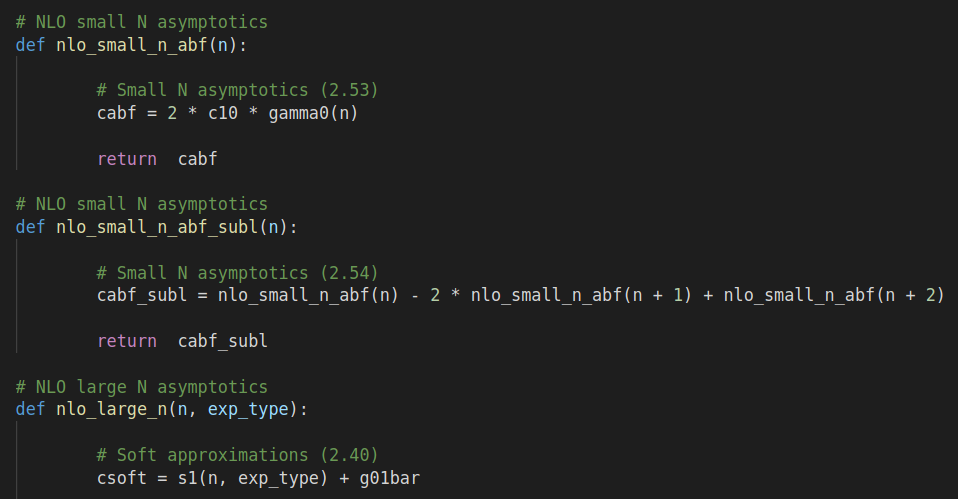 # NLO small N asymptotics
def nlo_small_n_abf(n):
# Small N asymptotics (2.53)
cabf = 2 * c10 * gamma0(n)
return  cabf
# NLO small N asymptotics
def nlo_small_n_abf_subl(n):
# Small N asymptotics (2.54)
cabf_subl = nlo_small_n_abf(n) - 2 * nlo_small_n_abf(n + 1) + nlo_small_n_abf(n + 2)
return  cabf_subl
# NLO large N asymptotics
def nlo_large_n(n, exp_type):
# Soft approximations (2.40)
csoft = s1(n, exp_type) + g01bar